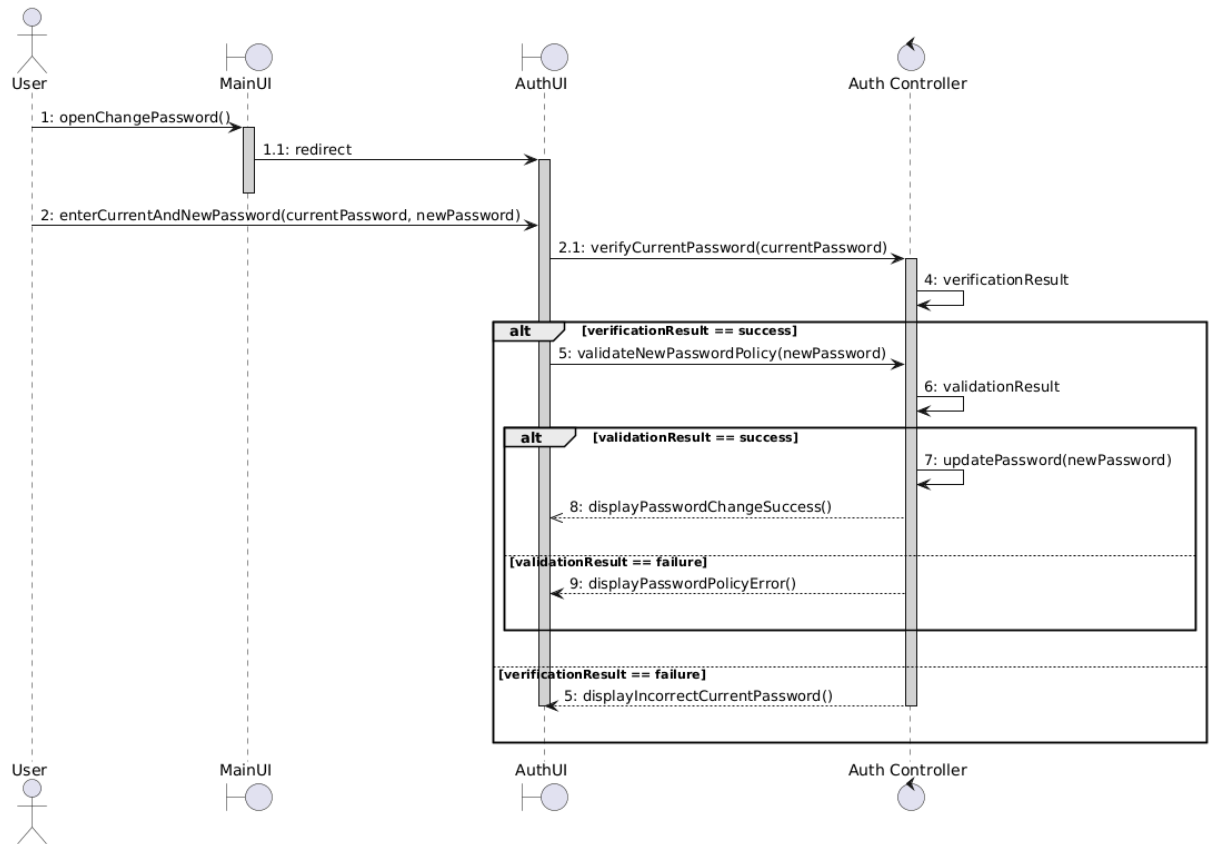 User
MainUI
AuthUI
Auth Controller
1: openChangePassword()
1.1: redirect
2: enterCurrentAndNewPassword(currentPassword, newPassword)
2.1: verifyCurrentPassword(currentPassword)
4: verificationResult
alt [verificationResult == success]
5: validateNewPasswordPolicy(newPassword)
6: validationResult
alt [validationResult == success]
7: updatePassword(newPassword)
8: displayPasswordChangeSuccess()
[validationResult == failure]
9: displayPasswordPolicyError()
[verificationResult == failure]
5: displayIncorrectCurrentPassword()
User
MainUI
AuthUI
Auth Controller